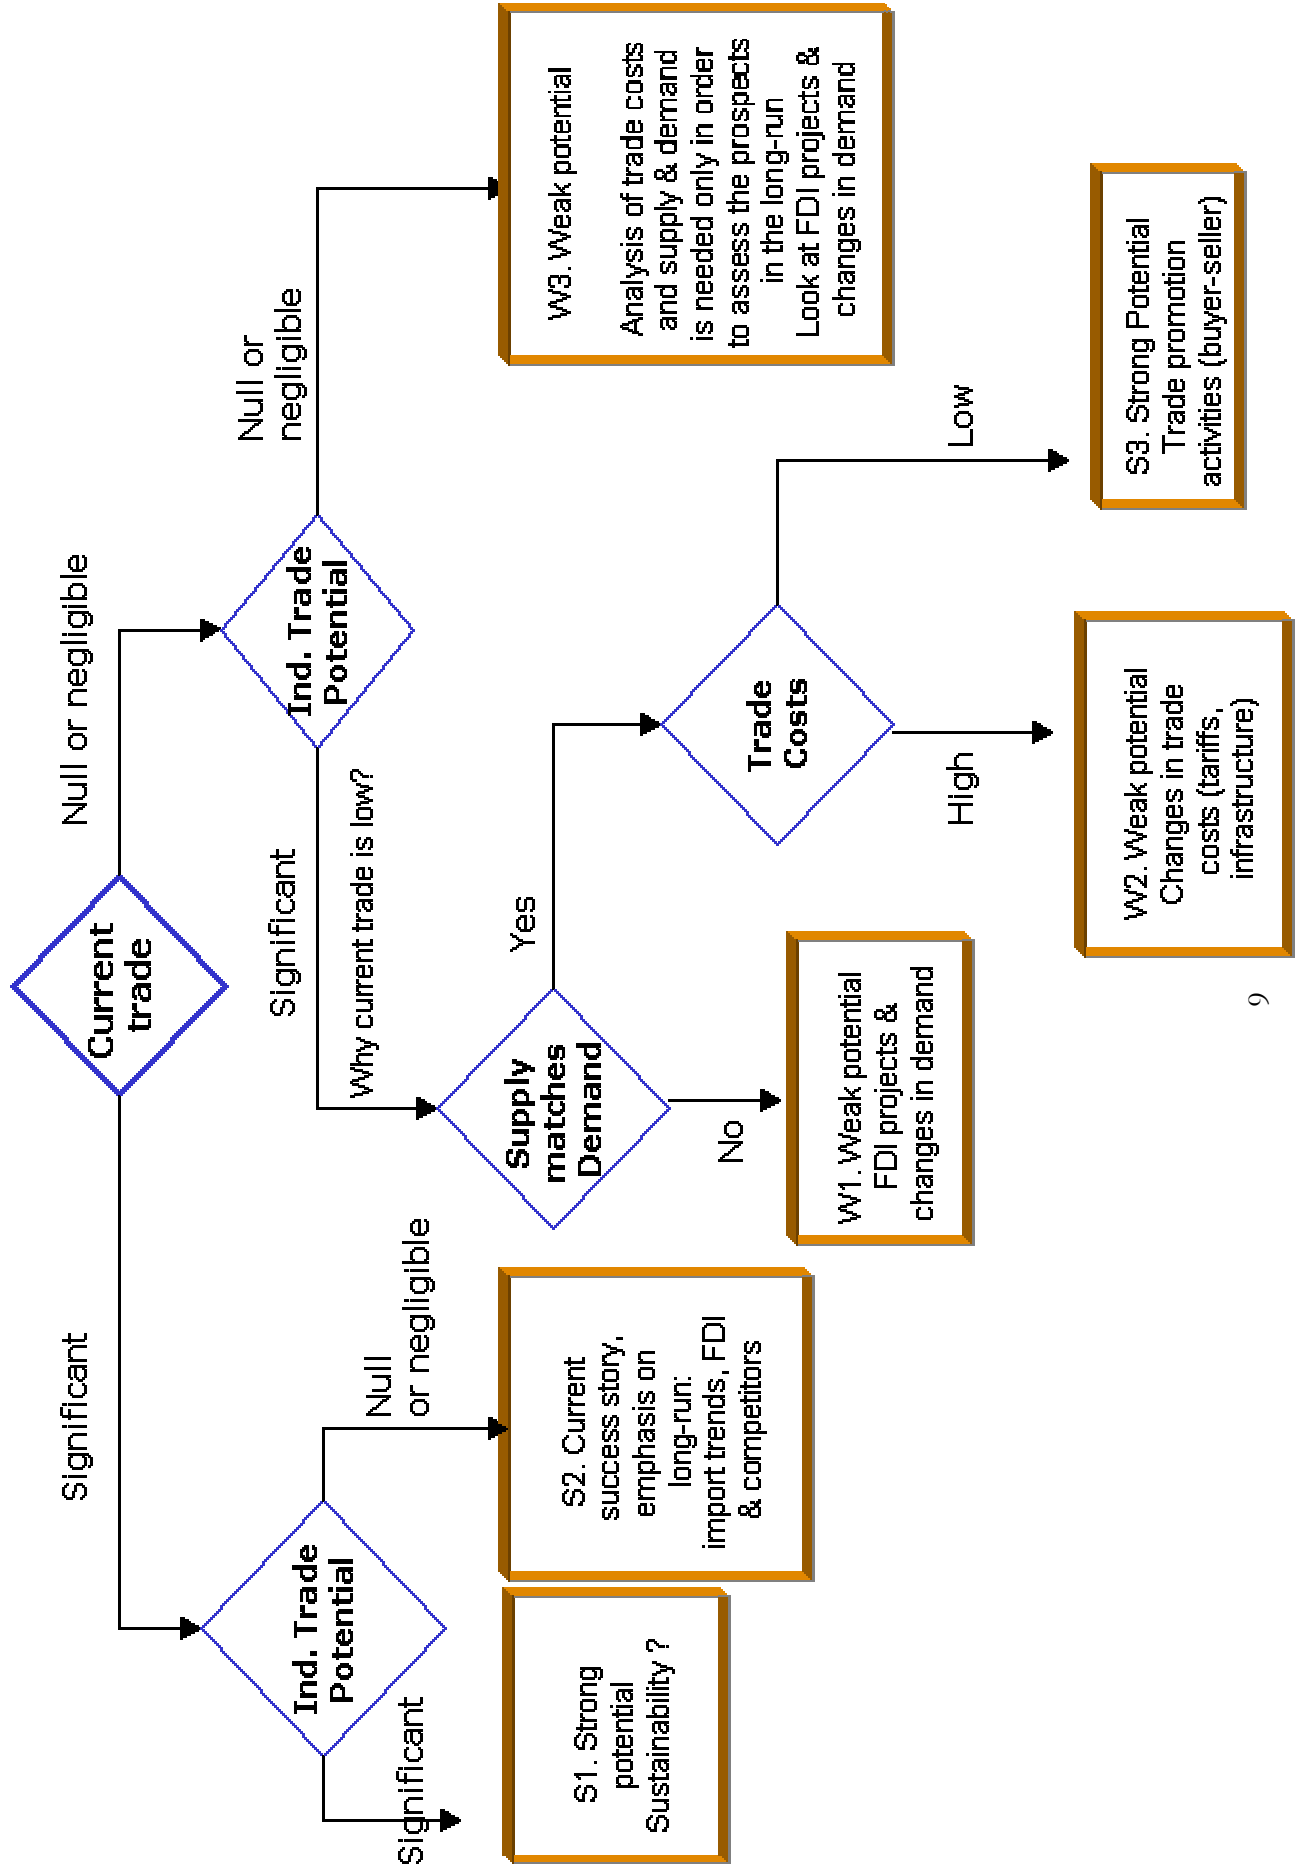 Current
trade
Significant
Null or negligible
Ind. Trade
Potential
Significant
Null
or negligible
S1. Strong
potential
Sustainability ?
S2. Current
success story,
emphasis on
long-run:
import trends, FDI
& competitors
Ind. Trade
Potential
Significant
Why current trade is low?
Null or
negligible
Supply
matches
Demand
No
Yes
W1. Weak potential
FDI projects &
changes in demand
Trade
Costs
High
Low
W2. Weak potential
Changes in trade
costs (tariffs,
infrastructure)
S3. Strong Potential
Trade promotion
activities (buyer-seller)
W3. Weak potential
Analysis of trade costs
and supply & demand
is needed only in order
to assess the prospects
in the long-run
Look at FDI projects &
changes in demand
9